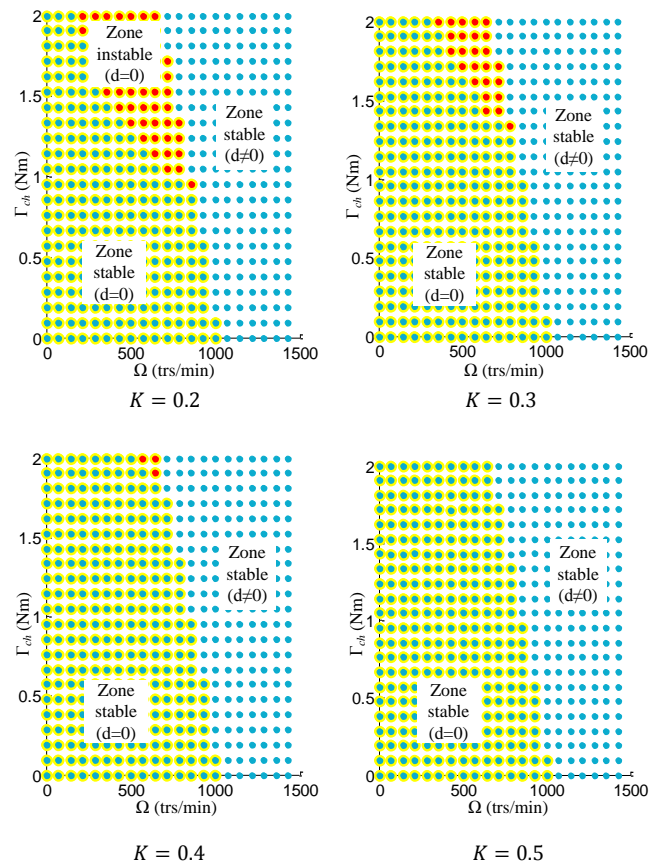 2
1.5
1
0.5
0
Γch (Nm)
Zone
instable
(d=0)
Zone
stable
(d≠0)
Zone
stable
(d=0)
0
500
1000
1500
Ω (trs/min)
K = 0.2
2
1.5
1
0.5
0
Γch (Nm)
Zone
stable
(d≠0)
Zone
stable
(d=0)
0
500
1000
1500
Ω (trs/min)
K = 0.3
2
1.5
1
0.5
0
Γch (Nm)
Zone
stable
(d≠0)
Zone
stable
(d=0)
0
500
1000
1500
Ω (trs/min)
K = 0.4
2
1.5
1
0.5
0
Γch (Nm)
Zone
stable
(d≠0)
Zone
stable
(d=0)
0
500
1000
1500
Ω (trs/min)
K = 0.5